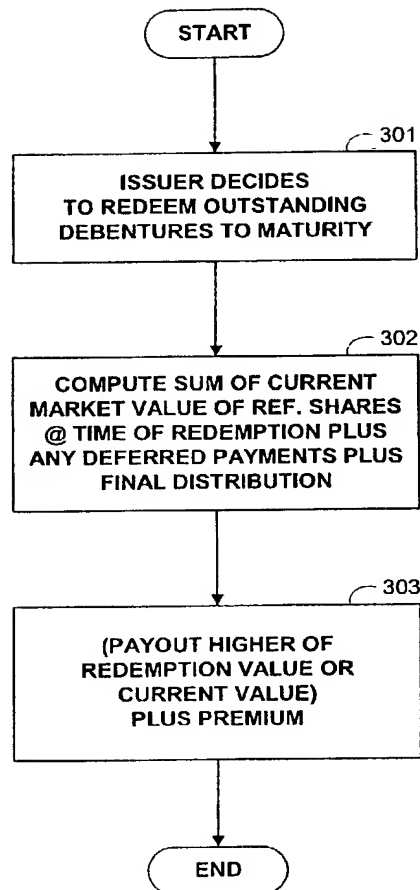 START
301
ISSUER DECIDES
TO REDEEM OUTSTANDING
DEBENTURES TO MATURITY
302
COMPUTE SUM OF CURRENT
MARKET VALUE OF REF. SHARES
@ TIME OF REDEMPTION PLUS
ANY DEFERRED PAYMENTS PLUS
FINAL DISTRIBUTION
303
(PAYOUT HIGHER OF
REDEMPTION VALUE OR
CURRENT VALUE)
PLUS PREMIUM
END